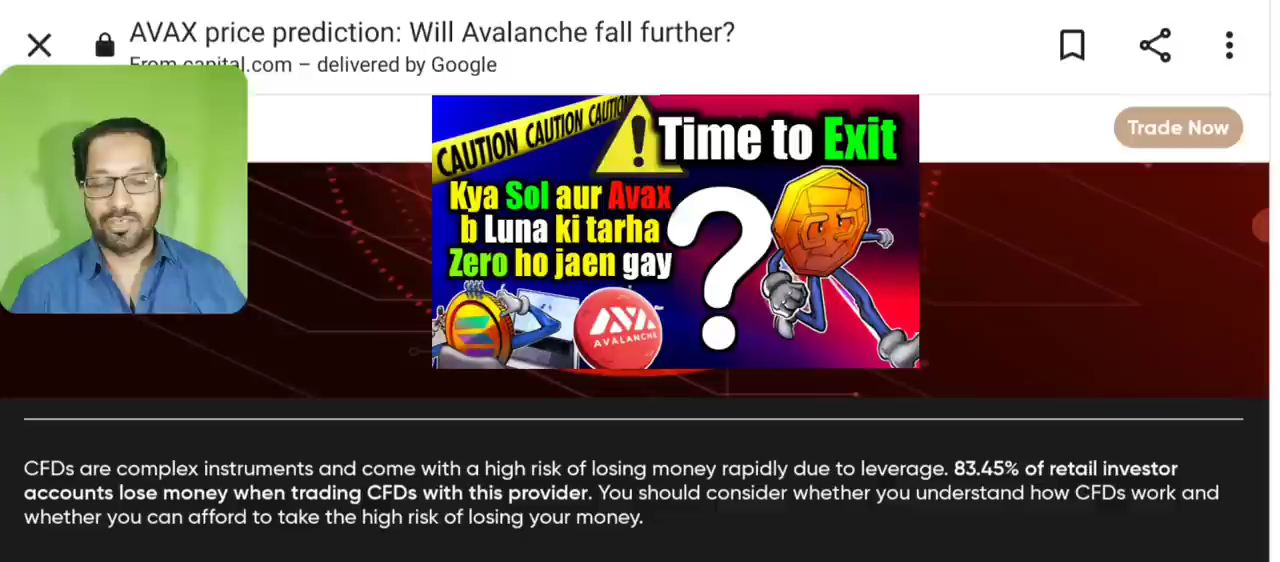 AVAX price prediction: Will Avalanche fall further?
From capital.com – delivered by Google
Trade Now
CAUTION CAUTION CAUTION
Time to Exit
Kya Sol aur Avax
b Luna ki tarha
Zero ho jaen gay
?
AVALANCHE
CFDs are complex instruments and come with a high risk of losing money rapidly due to leverage. 83.45% of retail investor
accounts lose money when trading CFDs with this provider. You should consider whether you understand how CFDs work and
whether you can afford to take the high risk of losing your money.